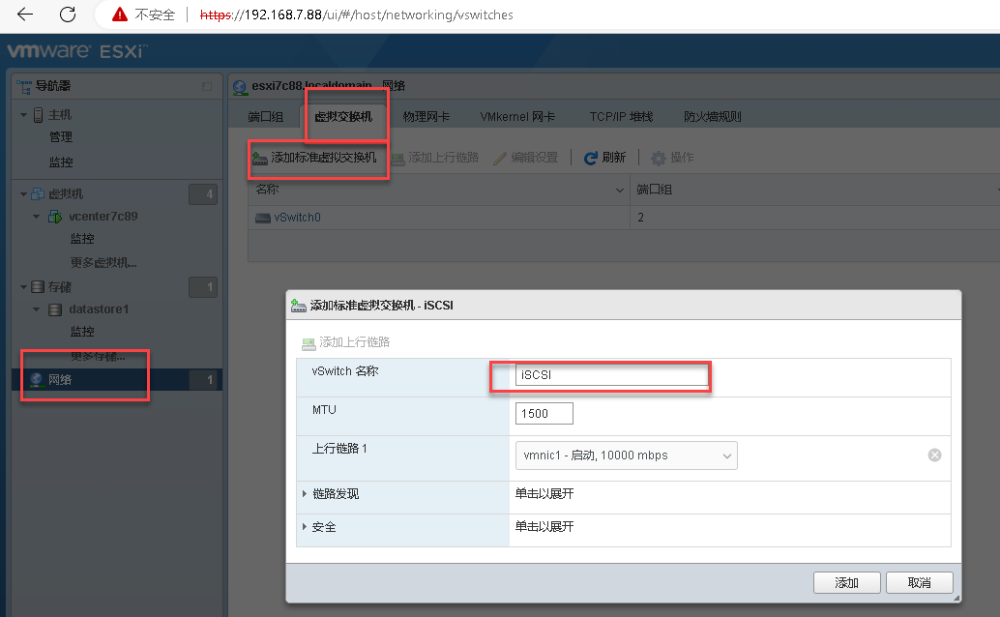 不安全 https://192.168.7.88/ui/#/host/networking/vswitches
vmware ESXi™
导航器
主机
管理
监控
虚拟机 4
vcenter7c89
监控
更多虚拟机...
存储 1
datastore1
监控
更多存储...
网络 1
esxi7c88.localdomain - 网络
端口组 虚拟交换机 物理网卡 VMkernel 网卡 TCP/IP 堆栈 防火墙规则
添加标准虚拟交换机 添加上行链路 编辑设置 刷新 操作
名称 端口组
vSwitch0 2
添加标准虚拟交换机 - iSCSI
添加上行链路
vSwitch 名称 iSCSI
MTU 1500
上行链路 1 vmnic1 - 启动, 10000 mbps
链路发现 单击以展开
安全 单击以展开
添加 取消